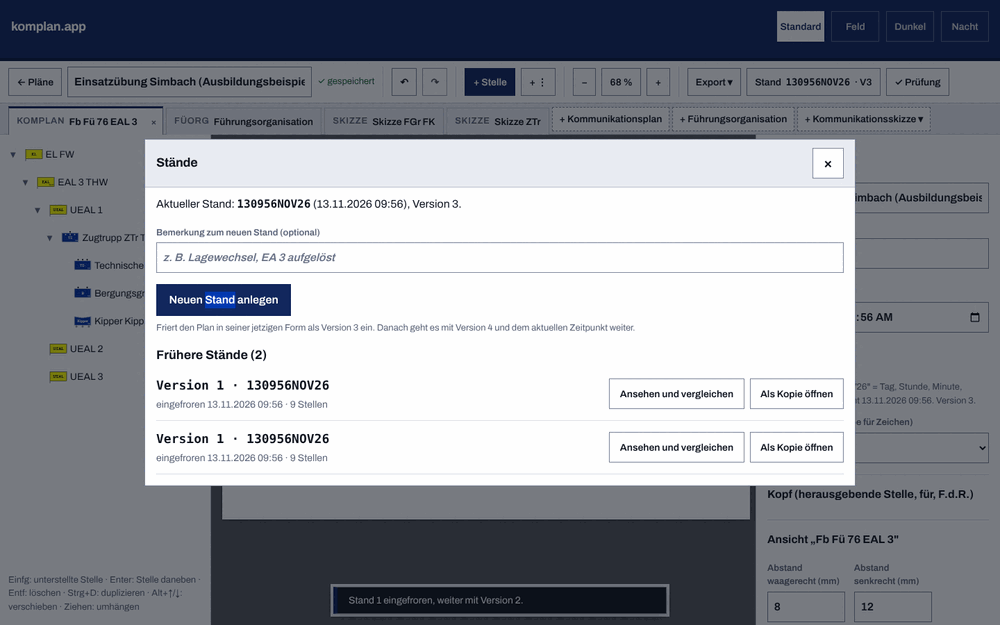 komplan.app
Standard
Feld
Dunkel
Nacht
← Pläne
Einsatzübung Simbach (Ausbildungsbeispie
✓ gespeichert
↶
↷
+ Stelle
+ ⋮
–
68 %
+
Export ▾
Stand 130956NOV26 · V3
✓ Prüfung
KOMPLAN Fb Fü 76 EAL 3 ×
FÜORG Führungsorganisation
SKIZZE Skizze FGr FK
SKIZZE Skizze ZTr
+ Kommunikationsplan
+ Führungsorganisation
+ Kommunikationsskizze ▾
▼ EL EL FW
▼ EAL EAL 3 THW
▼ UEAL UEAL 1
▼ Zugtrupp ZTr T
Technische
Bergungsgr
Kipper Kipp
UEAL UEAL 2
UEAL UEAL 3
Einfg: unterstellte Stelle · Enter: Stelle daneben ·
Entf: löschen · Strg+D: duplizieren · Alt+↑/↓:
verschieben · Ziehen: umhängen
Stände
×
Aktueller Stand: 130956NOV26 (13.11.2026 09:56), Version 3.
Bemerkung zum neuen Stand (optional)
z. B. Lagewechsel, EA 3 aufgelöst
Neuen Stand anlegen
Friert den Plan in seiner jetzigen Form als Version 3 ein. Danach geht es mit Version 4 und dem aktuellen Zeitpunkt weiter.
Frühere Stände (2)
Version 1 · 130956NOV26
eingefroren 13.11.2026 09:56 · 9 Stellen
Ansehen und vergleichen
Als Kopie öffnen
Version 1 · 130956NOV26
eingefroren 13.11.2026 09:56 · 9 Stellen
Ansehen und vergleichen
Als Kopie öffnen
Stand 1 eingefroren, weiter mit Version 2.
imbach (Ausbildungsbeis
:56 AM
26" = Tag, Stunde, Minute,
13.11.2026 09:56. Version 3.
e für Zeichen)
Kopf (herausgebende Stelle, für, F.d.R.)
Ansicht „Fb Fü 76 EAL 3"
Abstand
waagerecht (mm)
Abstand
senkrecht (mm)
8
12